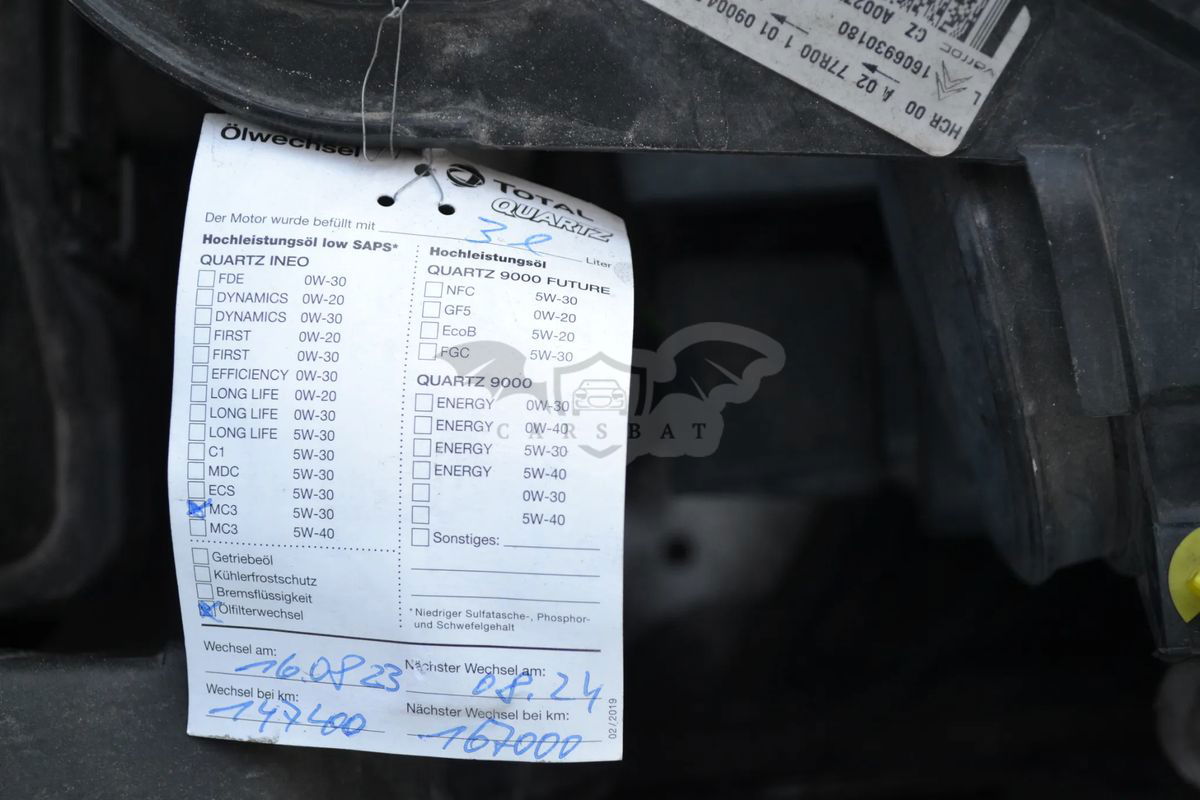 HCR 00 A 02 77R00 1 01 09004
1606930180
CZ
varroc
L
Ölwechsel
TOTAL
QUARTZ
Der Motor wurde befüllt mit 3 l Liter
Hochleistungsöl low SAPS*
QUARTZ INEO
FDE 0W-30
DYNAMICS 0W-20
DYNAMICS 0W-30
FIRST 0W-20
FIRST 0W-30
EFFICIENCY 0W-30
LONG LIFE 0W-20
LONG LIFE 0W-30
LONG LIFE 5W-30
C1 5W-30
MDC 5W-30
ECS 5W-30
MC3 5W-30
MC3 5W-40
Getriebeöl
Kühlerfrostschutz
Bremsflüssigkeit
Ölfilterwechsel
Hochleistungsöl
QUARTZ 9000 FUTURE
NFC 5W-30
GF5 0W-20
EcoB 5W-20
FGC 5W-30
QUARTZ 9000
ENERGY 0W-30
ENERGY 0W-40
ENERGY 5W-30
ENERGY 5W-40
0W-30
5W-40
Sonstiges:
*Niedriger Sulfatasche-, Phosphor-
und Schwefelgehalt
Wechsel am: 16.08 23
Nächster Wechsel am: 08.24
Wechsel bei km: 147400
Nächster Wechsel bei km: 167000
02/2019
CARSBAT